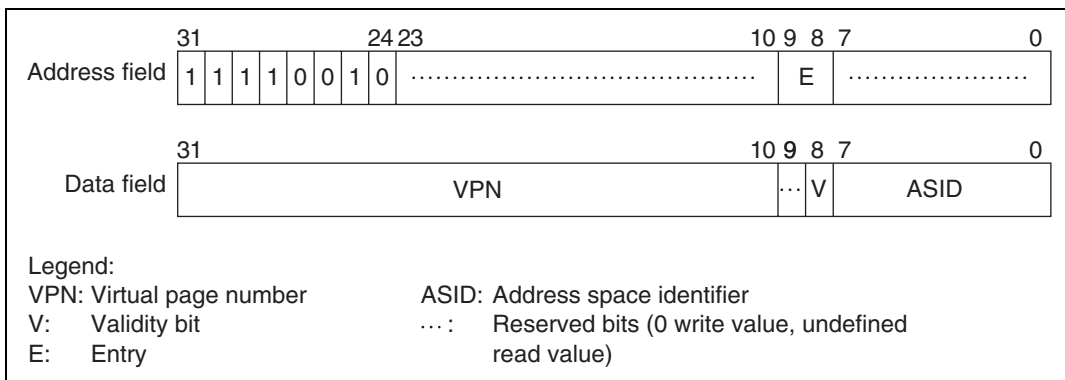 31 24 23 10 9 8 7 0
Address field 1 1 1 1 0 0 1 0 ⋯ E ⋯
31 10 9 8 7 0
Data field VPN ⋯ V ASID
Legend:
VPN: Virtual page number ASID: Address space identifier
V: Validity bit ⋯ : Reserved bits (0 write value, undefined
E: Entry read value)